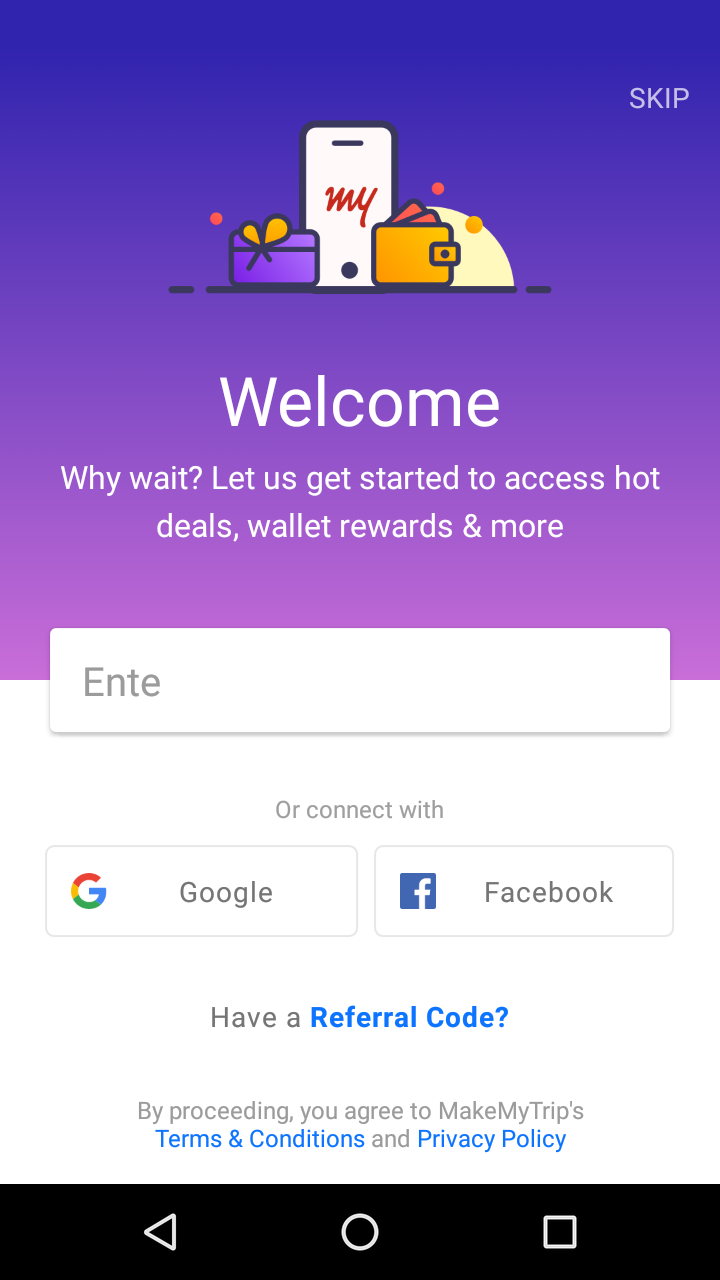 SKIP
my
Welcome
Why wait? Let us get started to access hot
deals, wallet rewards & more
Ente
Or connect with
Google
Facebook
Have a Referral Code?
By proceeding, you agree to MakeMyTrip's
Terms & Conditions and Privacy Policy